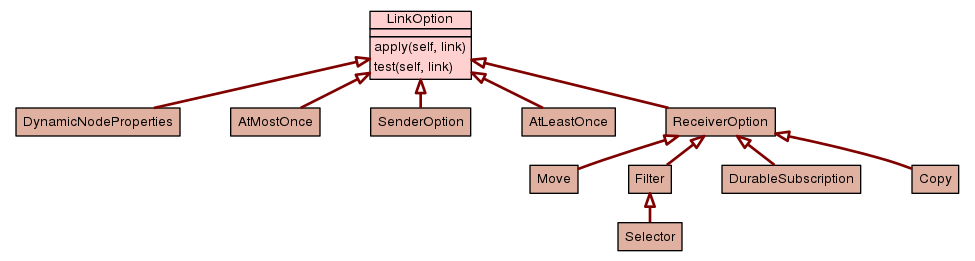 LinkOption
apply(self, link)
test(self, link)
DynamicNodeProperties
AtMostOnce
SenderOption
AtLeastOnce
ReceiverOption
Move
Filter
DurableSubscription
Copy
Selector